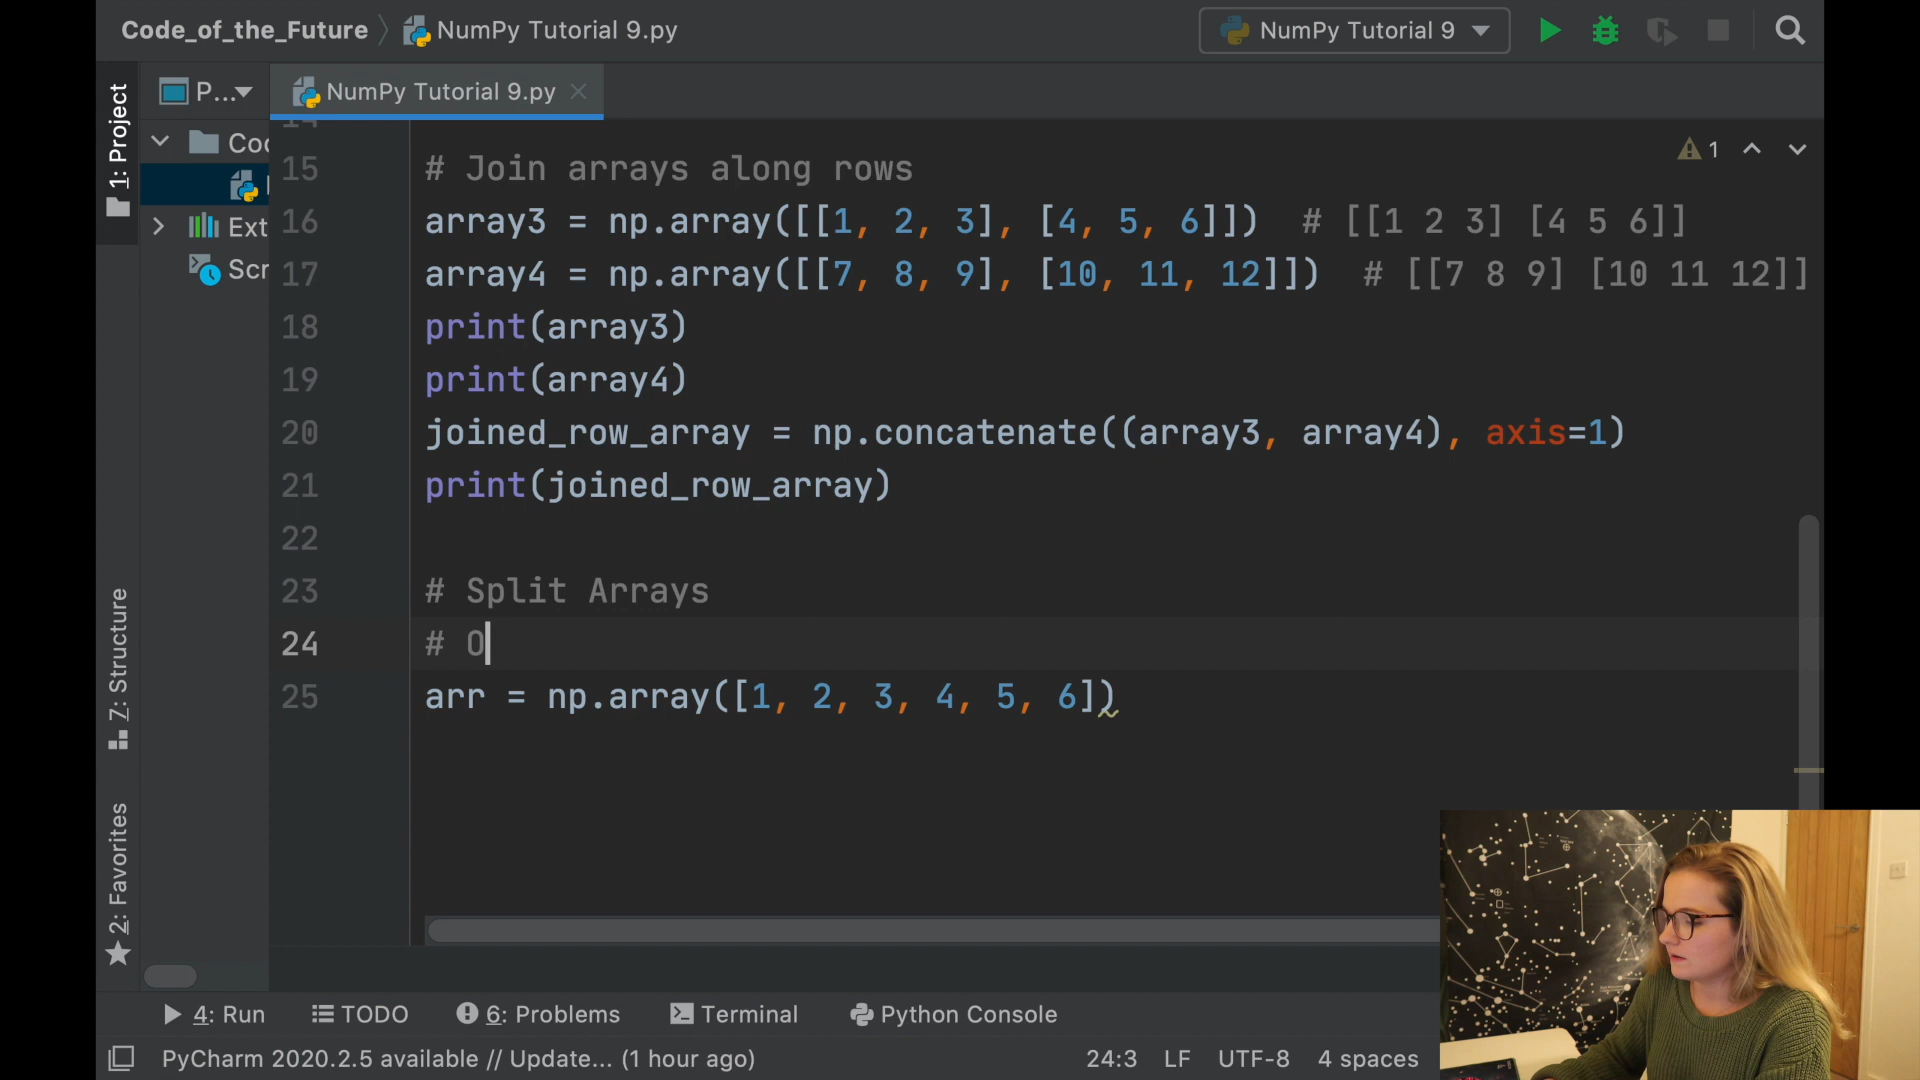 Code_of_the_Future
NumPy Tutorial 9.py
NumPy Tutorial 9
1: Project
P...
NumPy Tutorial 9.py
14
15 # Join arrays along rows
1
16 array3 = np.array([[1, 2, 3], [4, 5, 6]])  # [[1 2 3] [4 5 6]]
17 array4 = np.array([[7, 8, 9], [10, 11, 12]])  # [[7 8 9] [10 11 12]]
18 print(array3)
19 print(array4)
20 joined_row_array = np.concatenate((array3, array4), axis=1)
21 print(joined_row_array)
22
23 # Split Arrays
24 # O
25 arr = np.array([1, 2, 3, 4, 5, 6])
Ext
Scr
7: Structure
2: Favorites
4: Run
TODO
6: Problems
Terminal
Python Console
PyCharm 2020.2.5 available // Update... (1 hour ago)
24:3
LF
UTF-8
4 spaces